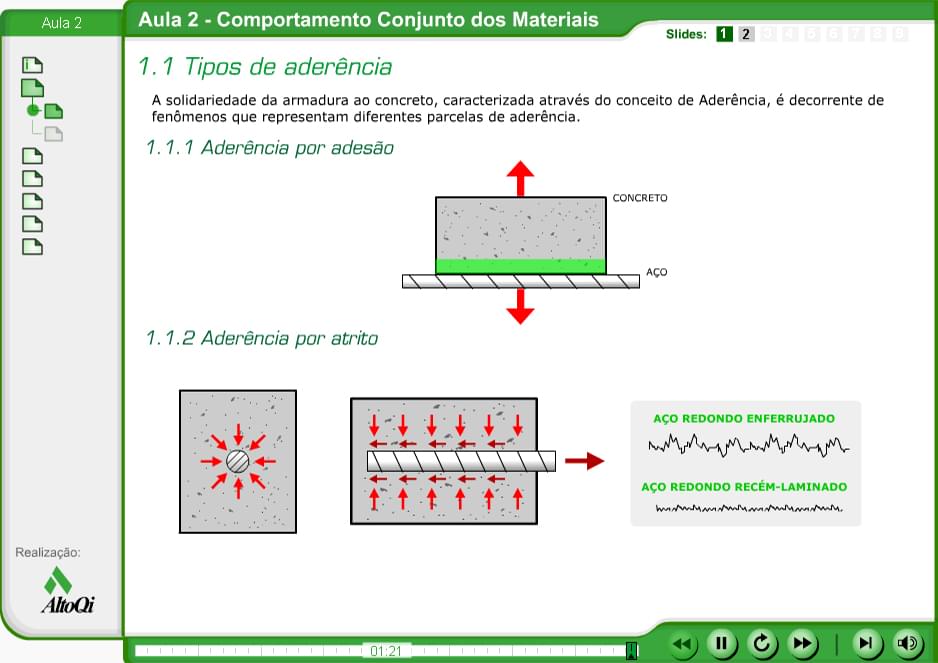 Aula 2
Aula 2 - Comportamento Conjunto dos Materiais
Slides: 1 2 3 4 5 6 7 8 9
1.1 Tipos de aderência
A solidariedade da armadura ao concreto, caracterizada através do conceito de Aderência, é decorrente de
fenômenos que representam diferentes parcelas de aderência.
1.1.1 Aderência por adesão
CONCRETO
AÇO
1.1.2 Aderência por atrito
AÇO REDONDO ENFERRUJADO
AÇO REDONDO RECÉM-LAMINADO
Realização:
AltoQi
01:21